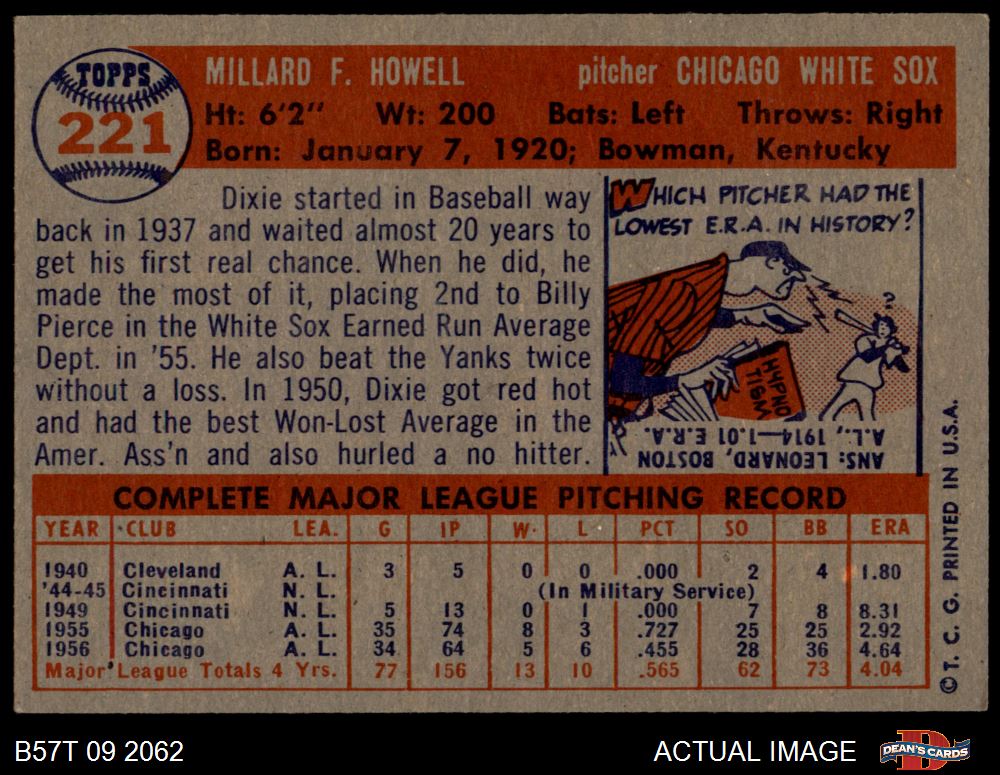 TOPPS
221
MILLARD F. HOWELL pitcher CHICAGO WHITE SOX
Ht: 6'2" Wt: 200 Bats: Left Throws: Right
Born: January 7, 1920; Bowman, Kentucky
Dixie started in Baseball way
back in 1937 and waited almost 20 years to
get his first real chance. When he did, he
made the most of it, placing 2nd to Billy
Pierce in the White Sox Earned Run Average
Dept. in '55. He also beat the Yanks twice
without a loss. In 1950, Dixie got red hot
and had the best Won-Lost Average in the
Amer. Ass'n and also hurled a no hitter.
WHICH PITCHER HAD THE
LOWEST E.R.A. IN HISTORY?
?
HYPNO
TISM
ANS: LEONARD, BOSTON
A.L., 1914—1.01 E.R.A.
COMPLETE MAJOR LEAGUE PITCHING RECORD
YEAR CLUB LEA. G IP W L PCT SO BB ERA
1940 Cleveland A. L. 3 5 0 0 .000 2 4 1.80
'44-45 Cincinnati N. L. (In Military Service)
1949 Cincinnati N. L. 5 13 0 1 .000 7 8 8.31
1955 Chicago A. L. 35 74 8 3 .727 25 25 2.92
1956 Chicago A. L. 34 64 5 6 .455 28 36 4.64
Major League Totals 4 Yrs. 77 156 13 10 .565 62 73 4.04
© T. C. G. PRINTED IN U.S.A.
B57T 09 2062 ACTUAL IMAGE
D
DEAN'S CARDS